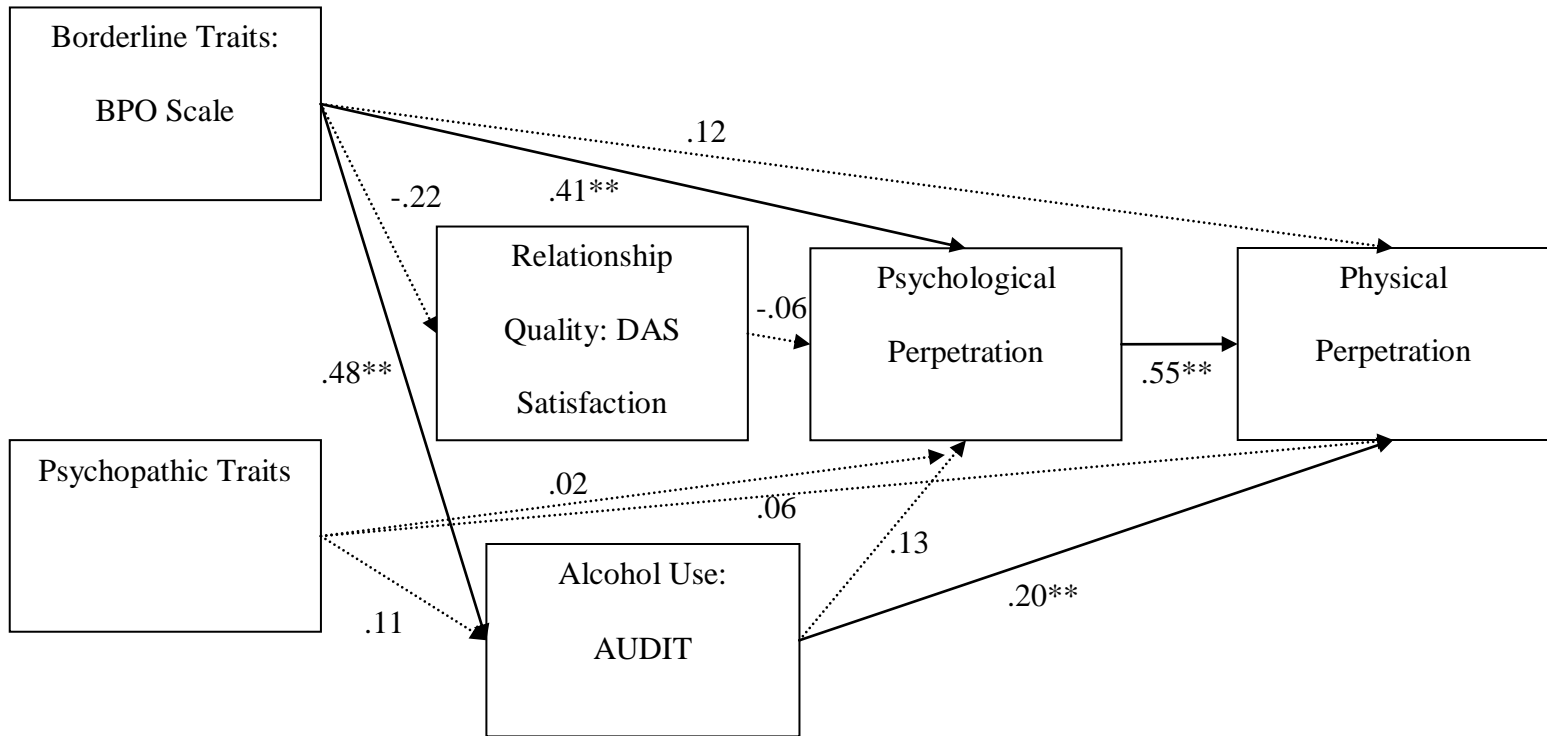 Borderline Traits:
BPO Scale
.12
.41**
-.22
Relationship
Quality: DAS
Satisfaction
-.06
Psychological
Perpetration
Physical
Perpetration
.55**
.48**
Psychopathic Traits
.02
.06
.11
Alcohol Use:
AUDIT
.13
.20**